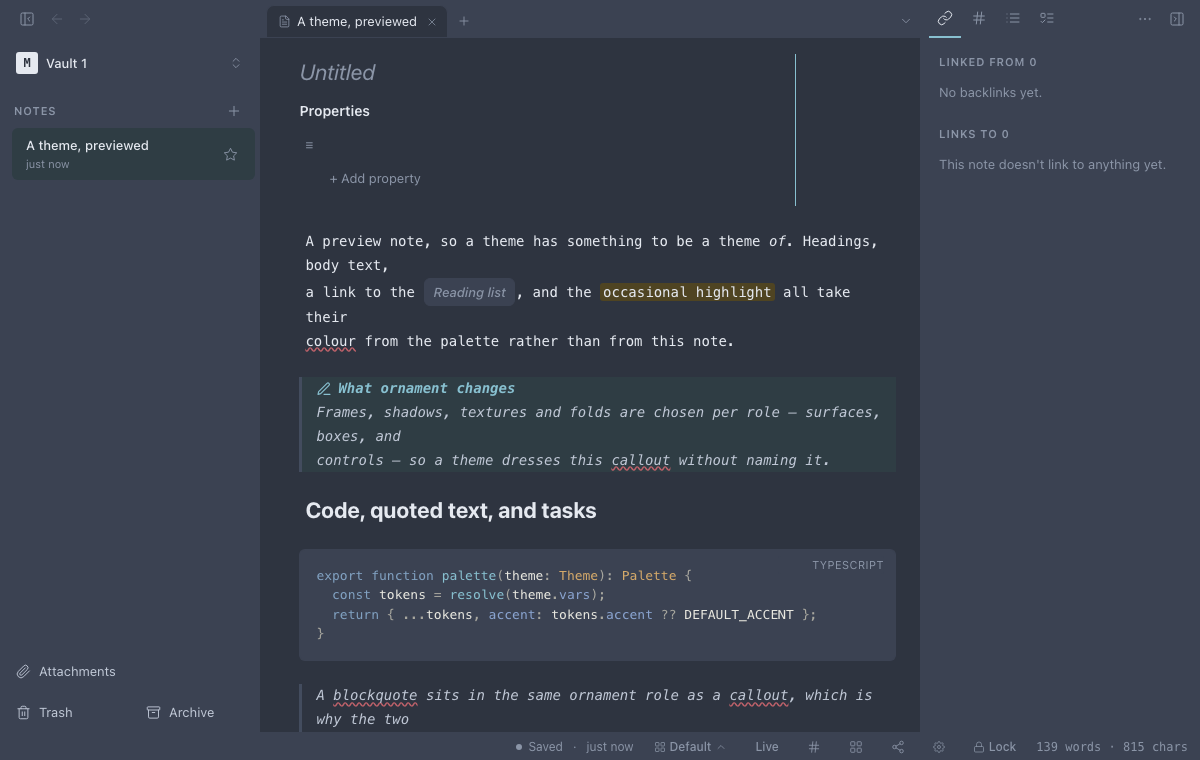 A theme, previewed
M Vault 1
NOTES
A theme, previewed
just now
Attachments
Trash
Archive
Untitled
Properties
+ Add property
A preview note, so a theme has something to be a theme of. Headings,
body text,
a link to the Reading list, and the occasional highlight all take
their
colour from the palette rather than from this note.
What ornament changes
Frames, shadows, textures and folds are chosen per role — surfaces,
boxes, and
controls — so a theme dresses this callout without naming it.
Code, quoted text, and tasks
TYPESCRIPT
export function palette(theme: Theme): Palette {
const tokens = resolve(theme.vars);
return { ...tokens, accent: tokens.accent ?? DEFAULT_ACCENT };
}
A blockquote sits in the same ornament role as a callout, which is
why the two
LINKED FROM 0
No backlinks yet.
LINKS TO 0
This note doesn't link to anything yet.
Saved · just now
Default
Live
Lock
139 words · 815 chars